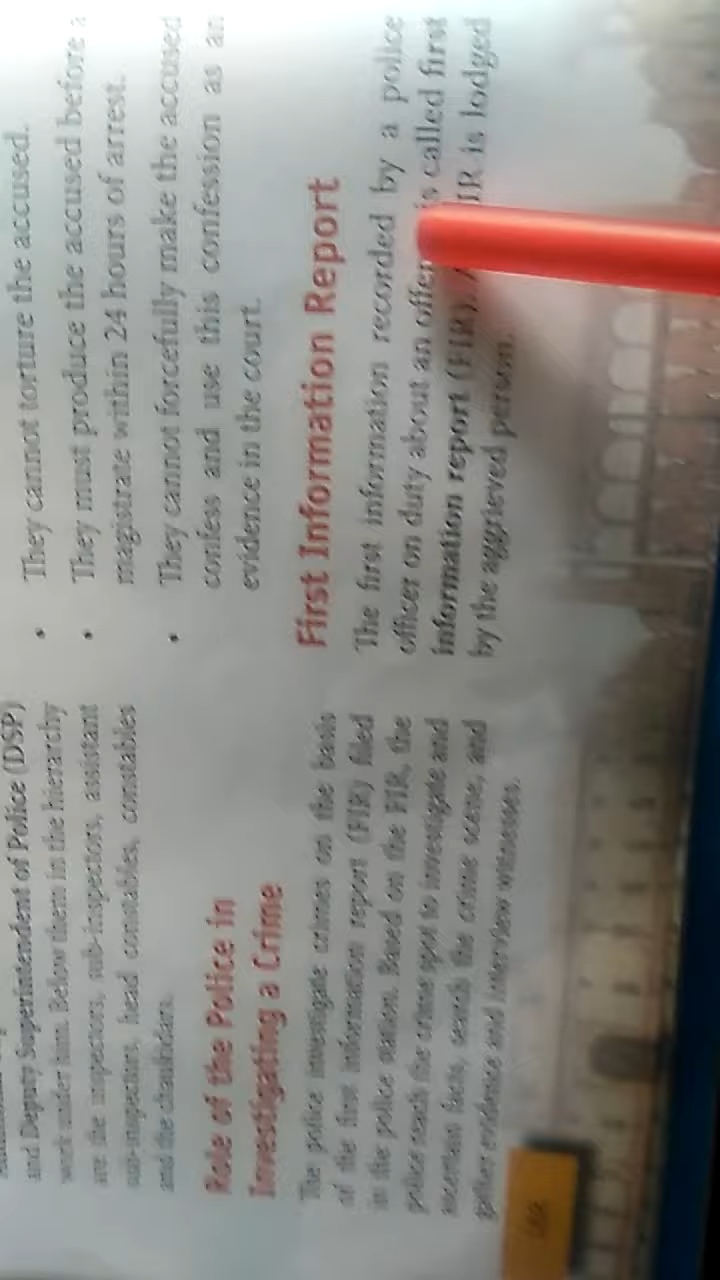 and Deputy Superintendent of Police (DSP)
work under him. Below them in the hierarchy
are the inspectors, sub-inspectors, assistant
sub-inspectors, head constables, constables
and the chaukidars.
Role of the Police in
Investigating a Crime
The police investigate crimes on the basis
of the first information report (FIR) filed
in the police station. Based on the FIR, the
police reach the crime spot to investigate and
ascertain facts, search the crime scene, and
gather evidence and interview witnesses.
• They cannot torture the accused.
• They must produce the accused before a
magistrate within 24 hours of arrest.
• They cannot forcefully make the accused
confess and use this confession as an
evidence in the court.
First Information Report
The first information recorded by a police
officer on duty about an is called first
information report (FIR). is lodged
by the aggrieved person.